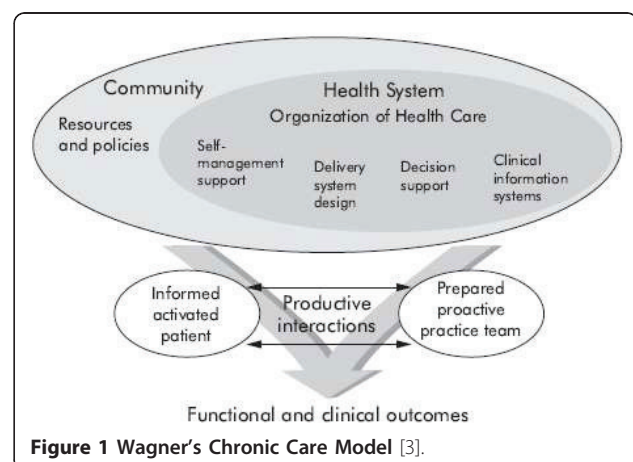 Community
Health System
Organization of Health Care
Resources
and policies
Self-
management
support
Delivery
system
design
Decision
support
Clinical
information
systems
Informed
activated
patient
Productive
interactions
Prepared
proactive
practice team
Functional and clinical outcomes
Figure 1 Wagner's Chronic Care Model [3].